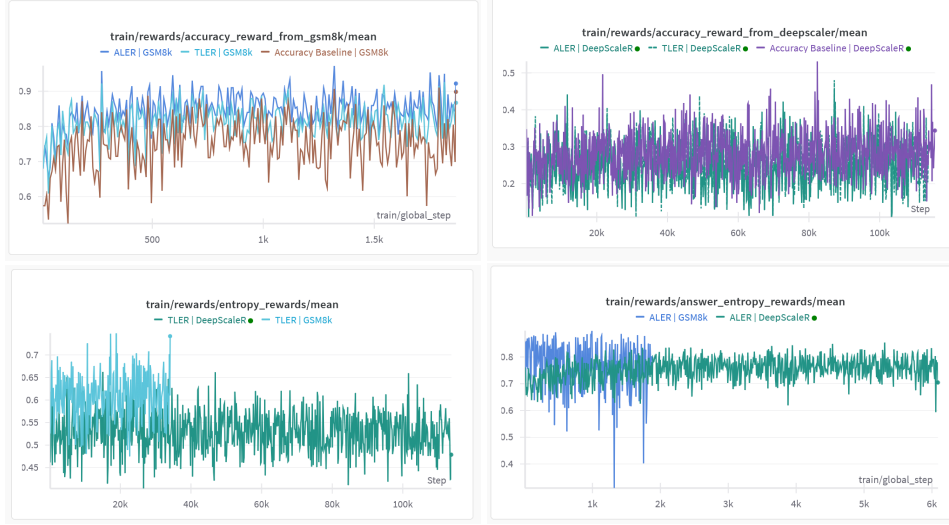 train/rewards/accuracy_reward_from_gsm8k/mean
ALER | GSM8k TLER | GSM8k Accuracy Baseline | GSM8k
0.9
0.8
0.7
0.6
train/global_step
500 1k 1.5k
train/rewards/accuracy_reward_from_deepscaler/mean
ALER | DeepScaleR TLER | DeepScaleR Accuracy Baseline | DeepScaleR
0.5
0.4
0.3
0.2
Step
20k 40k 60k 80k 100k
train/rewards/entropy_rewards/mean
TLER | DeepScaleR TLER | GSM8k
0.7
0.65
0.6
0.55
0.5
0.45
Step
20k 40k 60k 80k 100k
train/rewards/answer_entropy_rewards/mean
ALER | GSM8k ALER | DeepScaleR
0.8
0.7
0.6
0.5
0.4
train/global_step
1k 2k 3k 4k 5k 6k